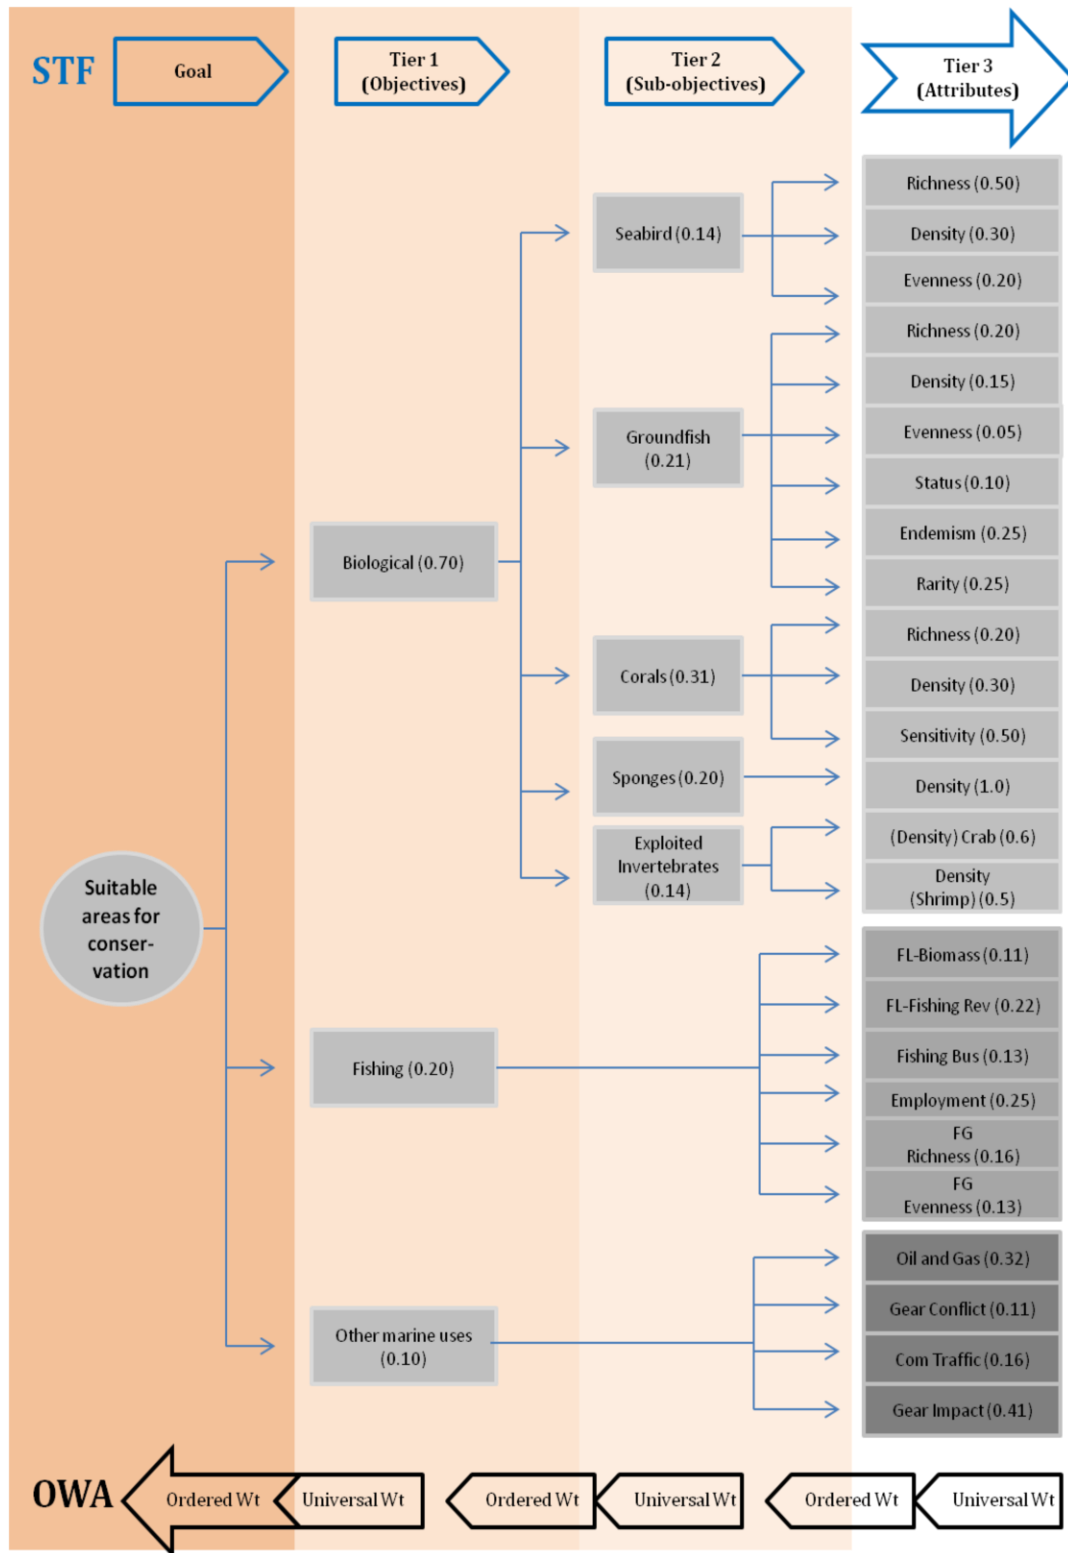 STF
Goal
Tier 1
(Objectives)
Tier 2
(Sub-objectives)
Tier 3
(Attributes)
Seabird (0.14)
Richness (0.50)
Density (0.30)
Evenness (0.20)
Groundfish
(0.21)
Richness (0.20)
Density (0.15)
Evenness (0.05)
Status (0.10)
Endemism (0.25)
Rarity (0.25)
Biological (0.70)
Corals (0.31)
Richness (0.20)
Density (0.30)
Sensitivity (0.50)
Sponges (0.20)
Density (1.0)
Exploited
Invertebrates
(0.14)
(Density) Crab (0.6)
Density
(Shrimp) (0.5)
Suitable
areas for
conser-
vation
Fishing (0.20)
FL-Biomass (0.11)
FL-Fishing Rev (0.22)
Fishing Bus (0.13)
Employment (0.25)
FG
Richness (0.16)
FG
Evenness (0.13)
Other marine uses
(0.10)
Oil and Gas (0.32)
Gear Conflict (0.11)
Com Traffic (0.16)
Gear Impact (0.41)
OWA
Ordered Wt
Universal Wt
Ordered Wt
Universal Wt
Ordered Wt
Universal Wt